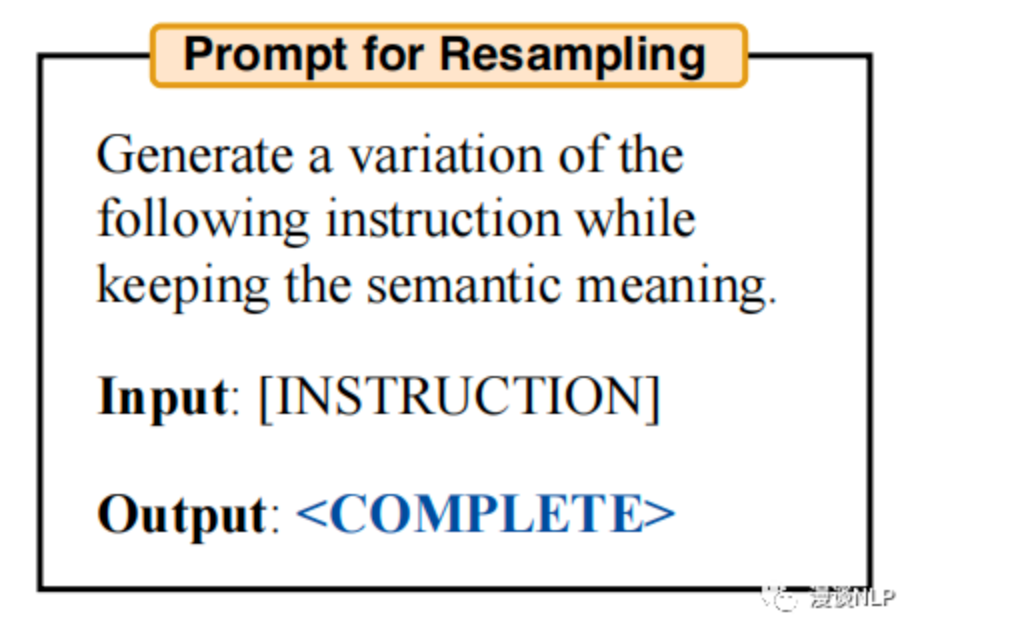 Prompt for Resampling
Generate a variation of the
following instruction while
keeping the semantic meaning.
Input: [INSTRUCTION]
Output: <COMPLETE>
漫谈NLP